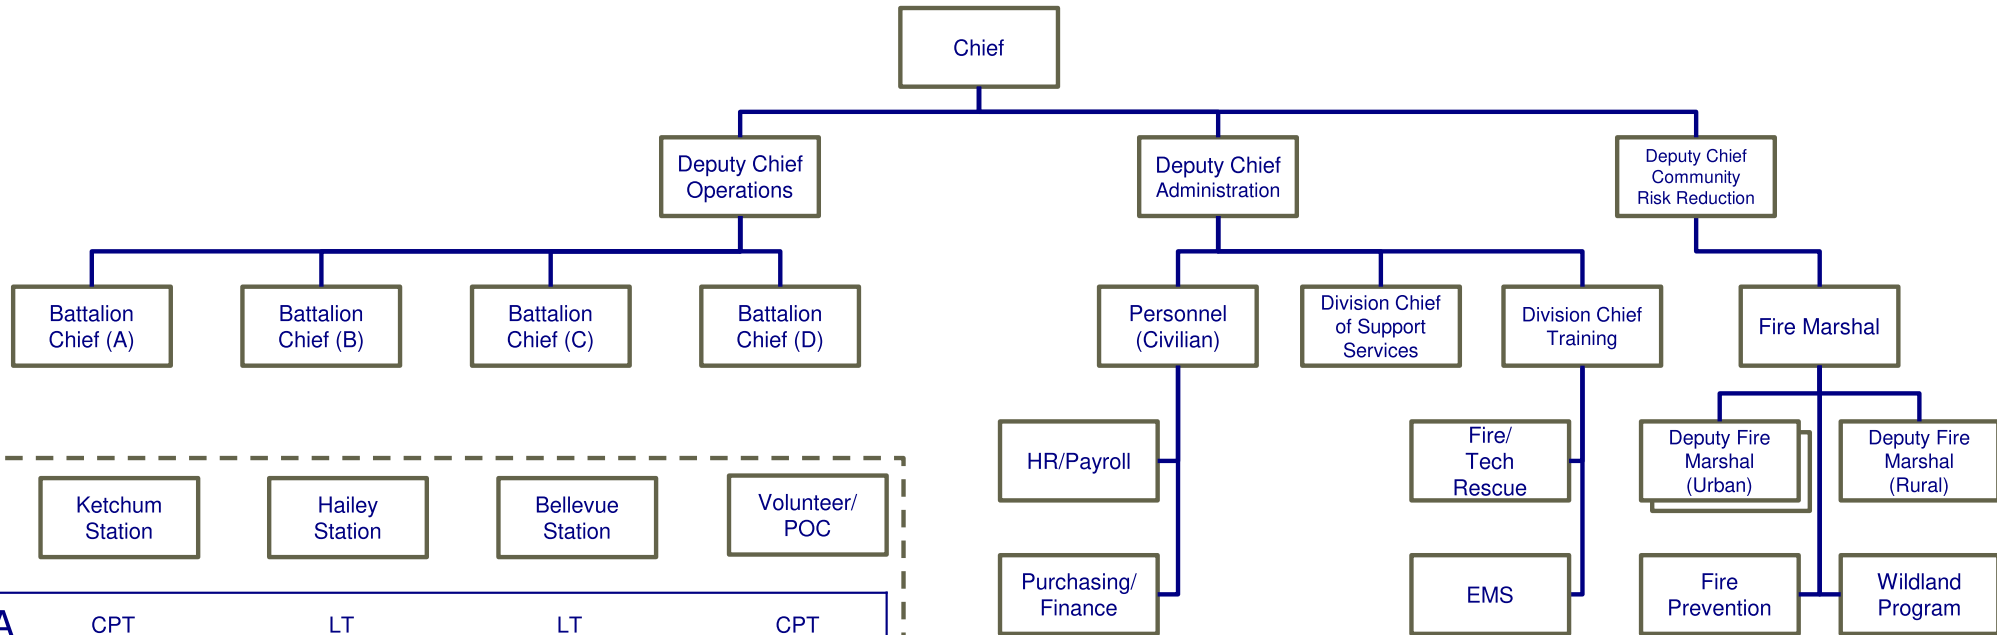 Chief
Deputy Chief
Operations
Deputy Chief
Administration
Deputy Chief
Community
Risk Reduction
Battalion
Chief (A)
Battalion
Chief (B)
Battalion
Chief (C)
Battalion
Chief (D)
Personnel
(Civilian)
Division Chief
of Support
Services
Division Chief
Training
Fire Marshal
HR/Payroll
Fire/
Tech
Rescue
Deputy Fire
Marshal
(Urban)
Deputy Fire
Marshal
(Rural)
Ketchum
Station
Hailey
Station
Bellevue
Station
Volunteer/
POC
Purchasing/
Finance
EMS
Fire
Prevention
Wildland
Program
A
CPT
LT
LT
CPT